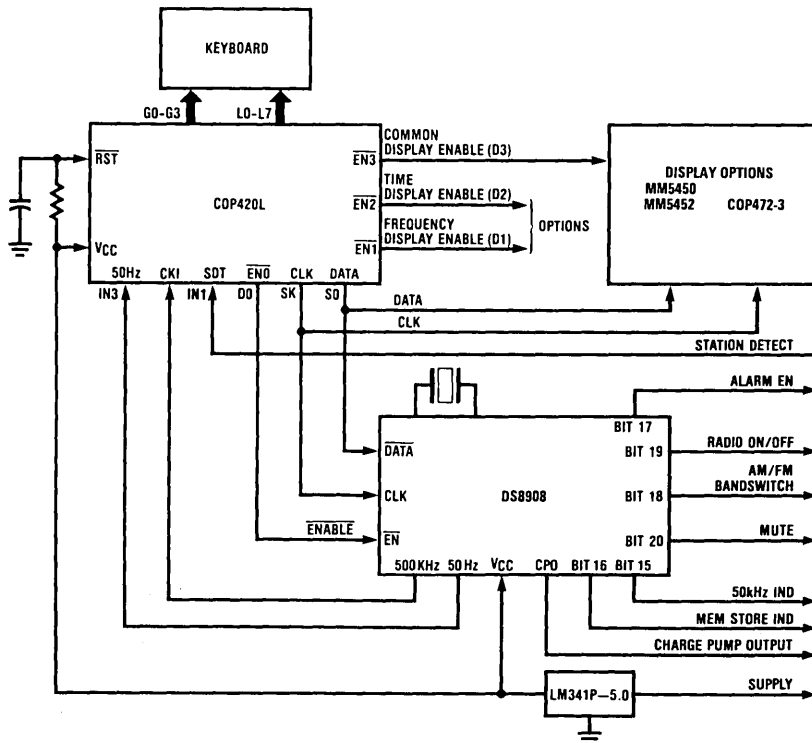 KEYBOARD
G0-G3 L0-L7
RST
COP420L
VCC
50Hz CKI SDT EN0 CLK DATA
IN3 IN1 D0 SK SO
EN3
EN2
EN1
COMMON
DISPLAY ENABLE (D3)
TIME
DISPLAY ENABLE (D2)
FREQUENCY
DISPLAY ENABLE (D1)
OPTIONS
DISPLAY OPTIONS
MM5450
MM5452 COP472-3
DATA
CLK
STATION DETECT
ALARM EN
BIT 17
DATA
BIT 19
RADIO ON/OFF
AM/FM
BANDSWITCH
CLK
DS8908
BIT 18
ENABLE
EN
BIT 20
MUTE
500KHz 50Hz VCC CPO BIT 16 BIT 15
50kHz IND
MEM STORE IND
CHARGE PUMP OUTPUT
LM341P—5.0
SUPPLY